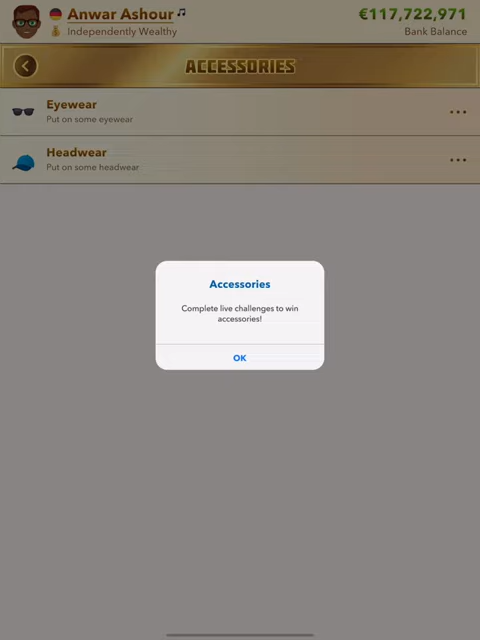 Anwar Ashour
Independently Wealthy
€117,722,971
Bank Balance
ACCESSORIES
Eyewear
Put on some eyewear
Headwear
Put on some headwear
Accessories
Complete live challenges to win
accessories!
OK